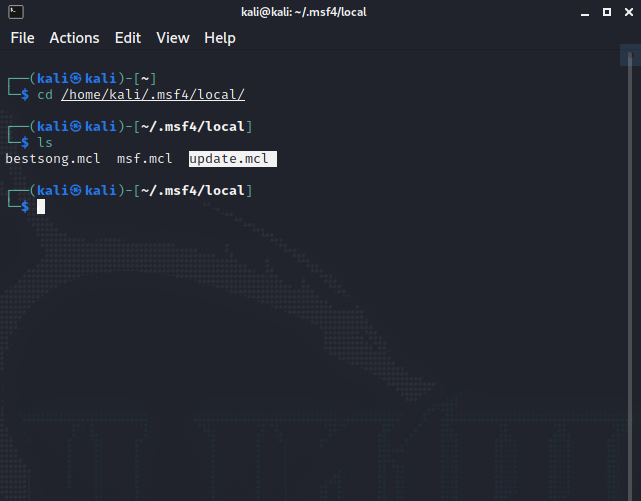 kali@kali: ~/.msf4/local
File Actions Edit View Help
┌──(kali㉿kali)-[~]
└─$ cd /home/kali/.msf4/local/
┌──(kali㉿kali)-[~/.msf4/local]
└─$ ls
bestsong.mcl msf.mcl update.mcl
┌──(kali㉿kali)-[~/.msf4/local]
└─$